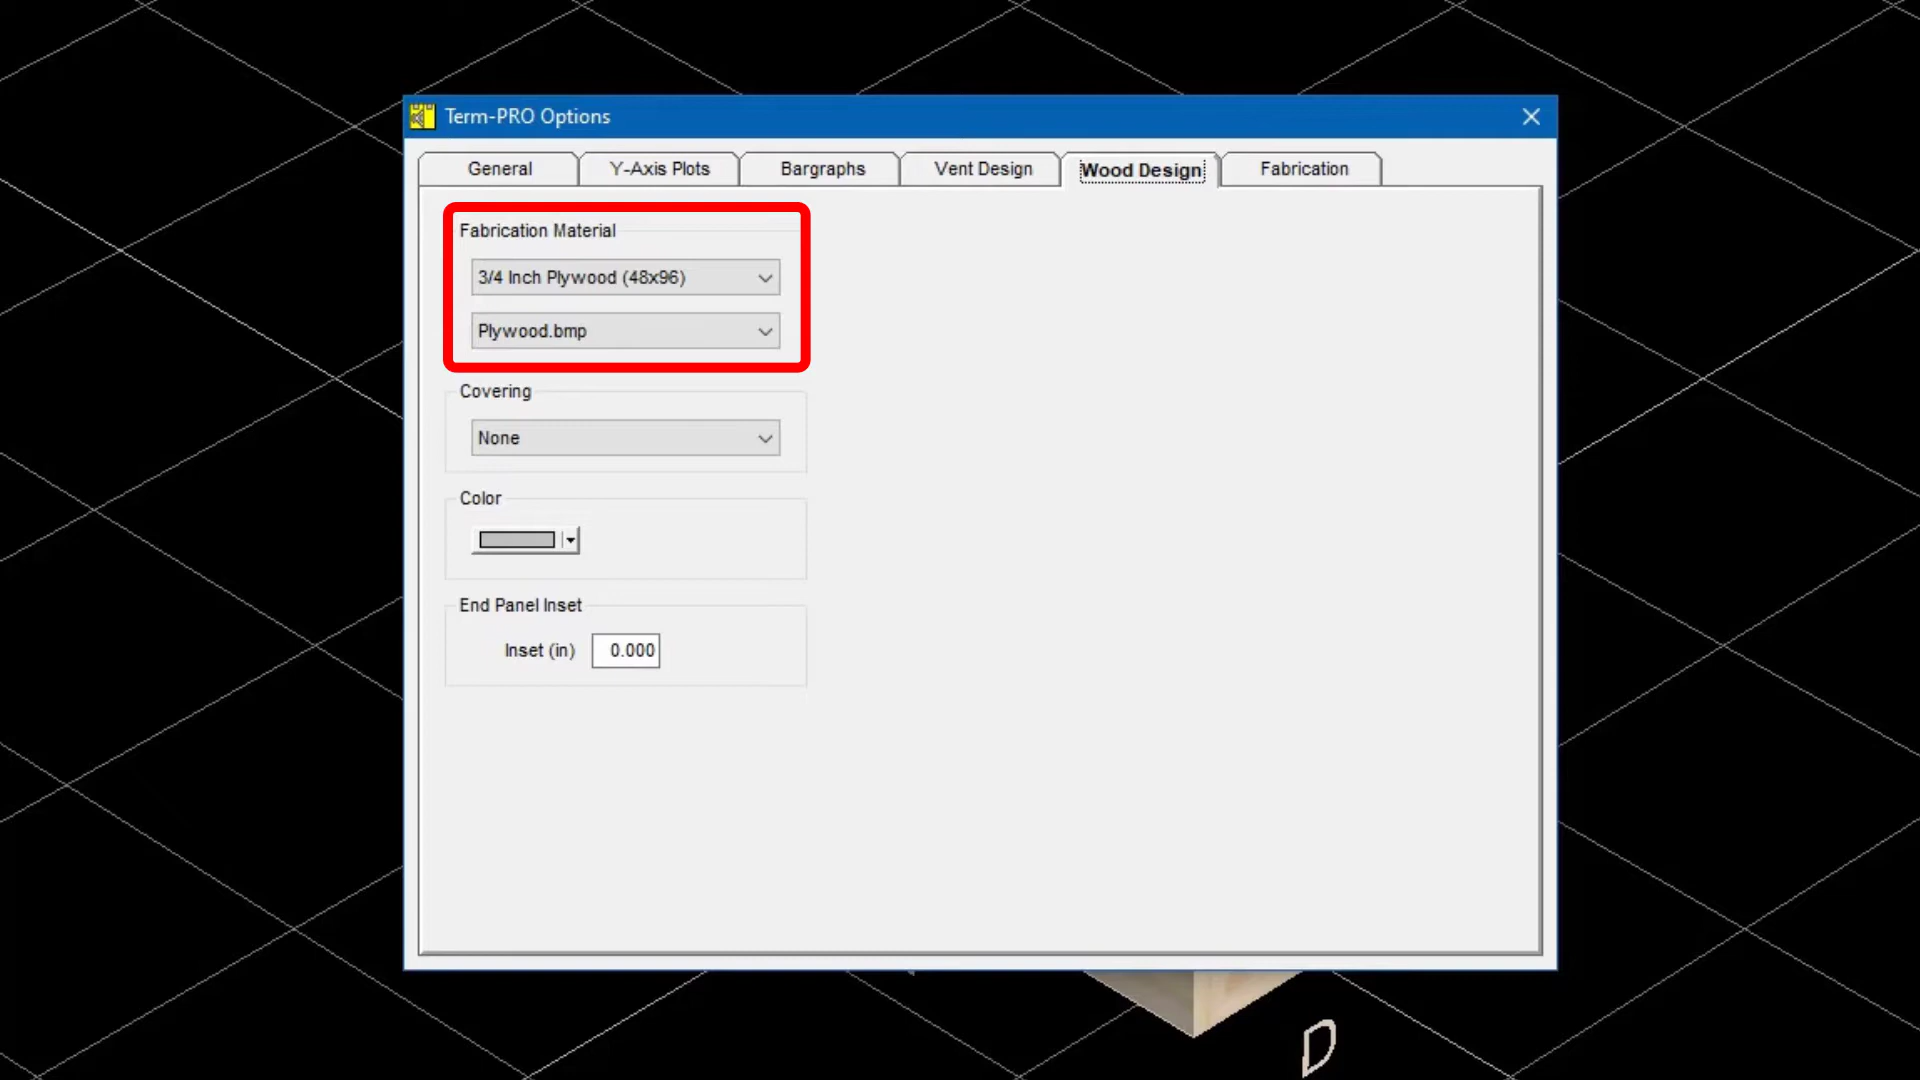 Term-PRO Options
General
Y-Axis Plots
Bargraphs
Vent Design
Wood Design
Fabrication
Fabrication Material
3/4 Inch Plywood (48x96)
Plywood.bmp
Covering
None
Color
End Panel Inset
Inset (in) 0.000
D